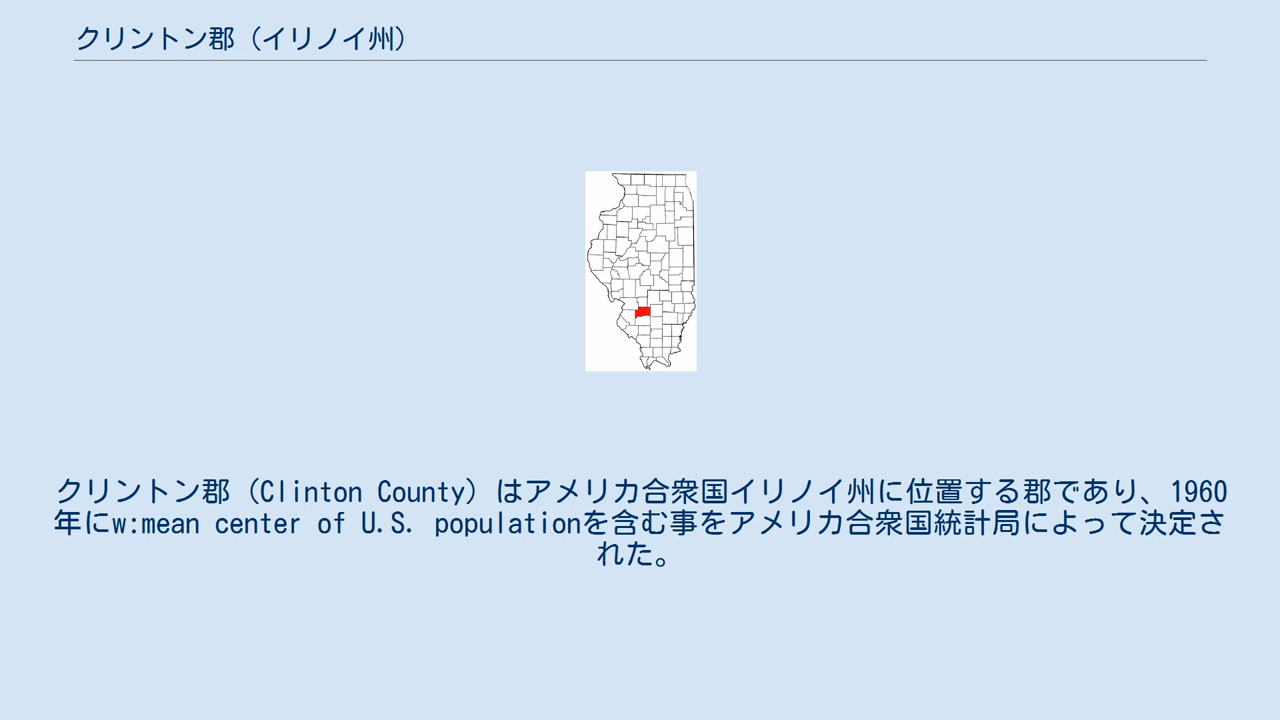 クリントン郡（イリノイ州）
クリントン郡（Clinton County）はアメリカ合衆国イリノイ州に位置する郡であり、1960
年にw:mean center of U.S. populationを含む事をアメリカ合衆国統計局によって決定さ
れた。